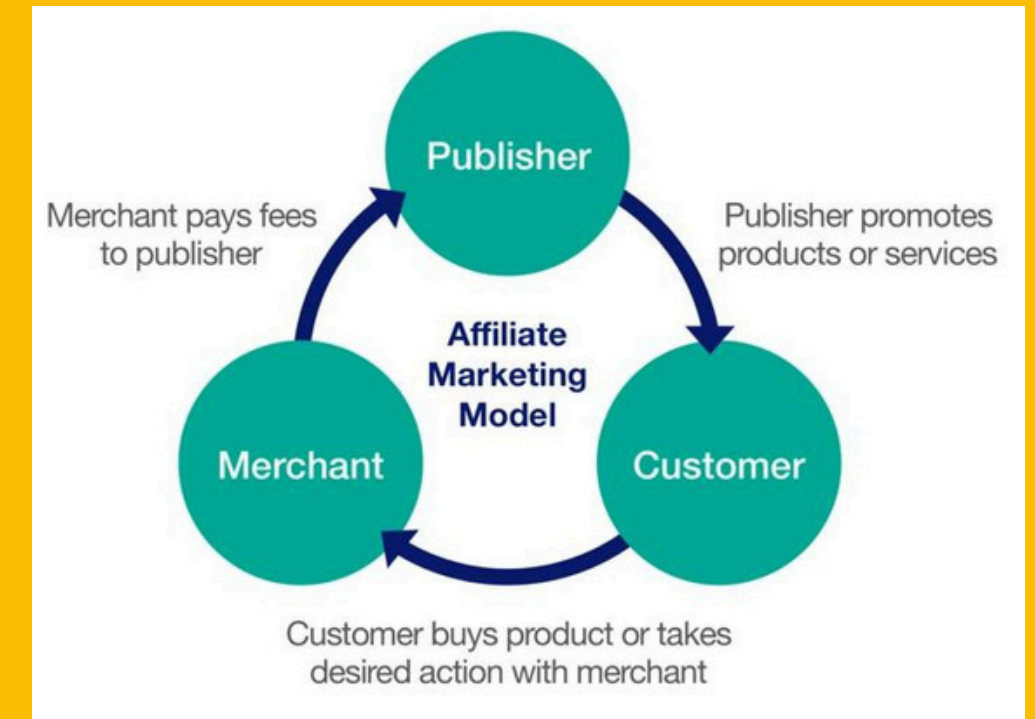 Publisher
Merchant pays fees
to publisher
Publisher promotes
products or services
Affiliate
Marketing
Model
Merchant
Customer
Customer buys product or takes
desired action with merchant